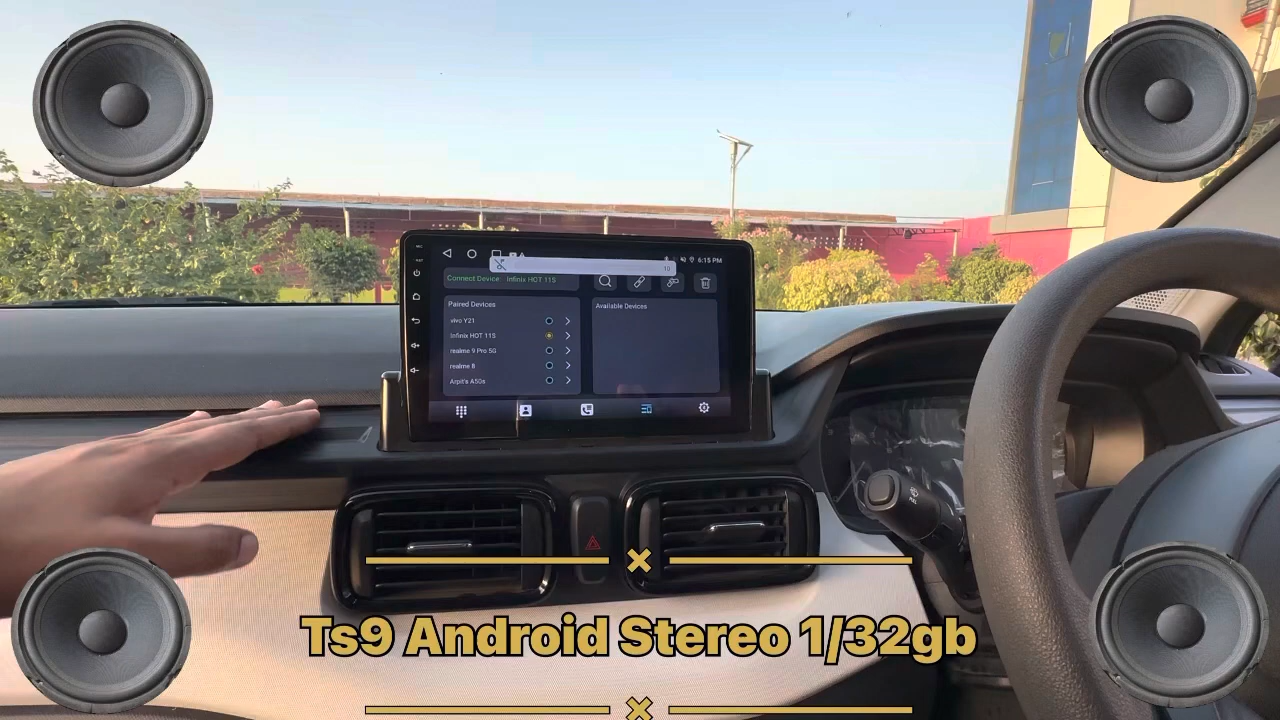 6:15 PM
10
Connect Device: Infinix HOT 11S
Paired Devices
Available Devices
vivo Y21
Infinix HOT 11S
realme 9 Pro 5G
realme 8
Arpit's A50s
Ts9 Android Stereo 1/32gb